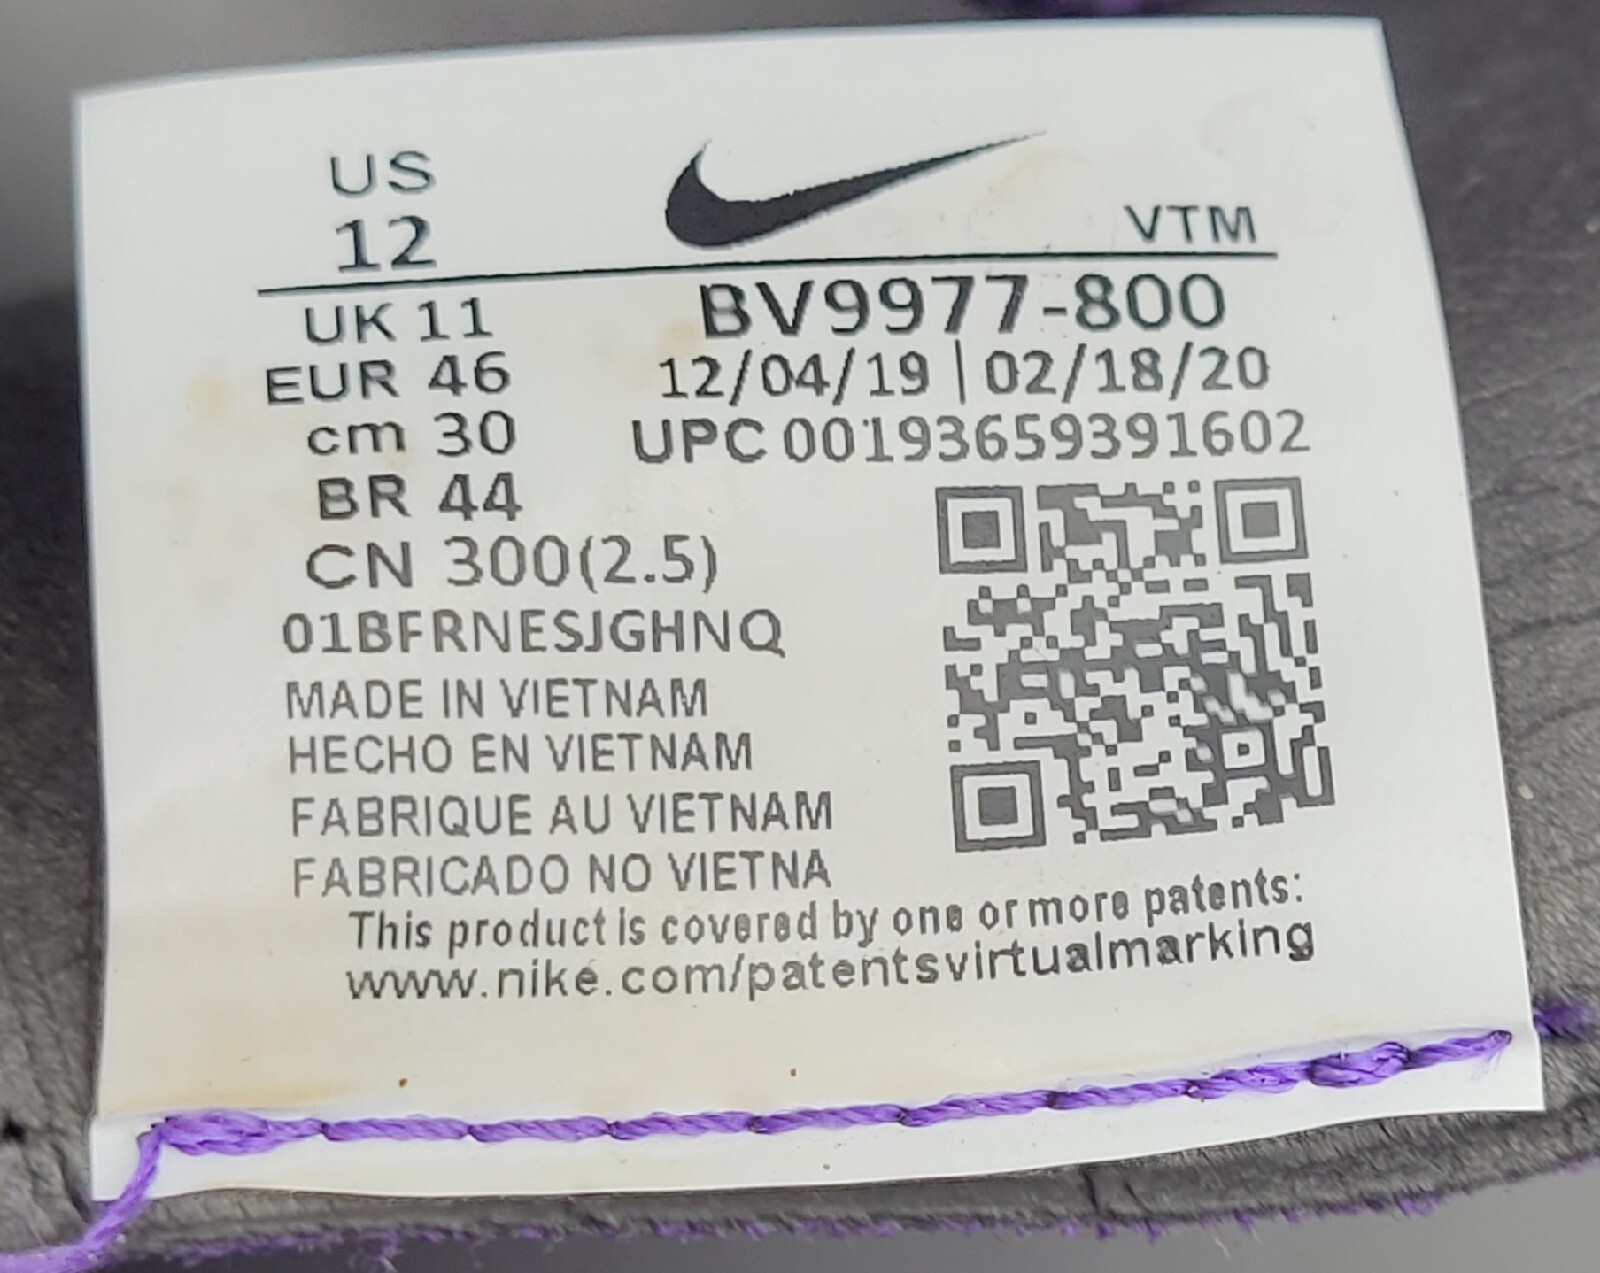 US
12
VTM
UK 11
BV9977-800
EUR 46
12/04/19 | 02/18/20
cm 30
UPC 00193659391602
BR 44
CN 300(2.5)
01BFRNESJGHNQ
MADE IN VIETNAM
HECHO EN VIETNAM
FABRIQUE AU VIETNAM
FABRICADO NO VIETNA
This product is covered by one or more patents:
www.nike.com/patentsvirtualmarking